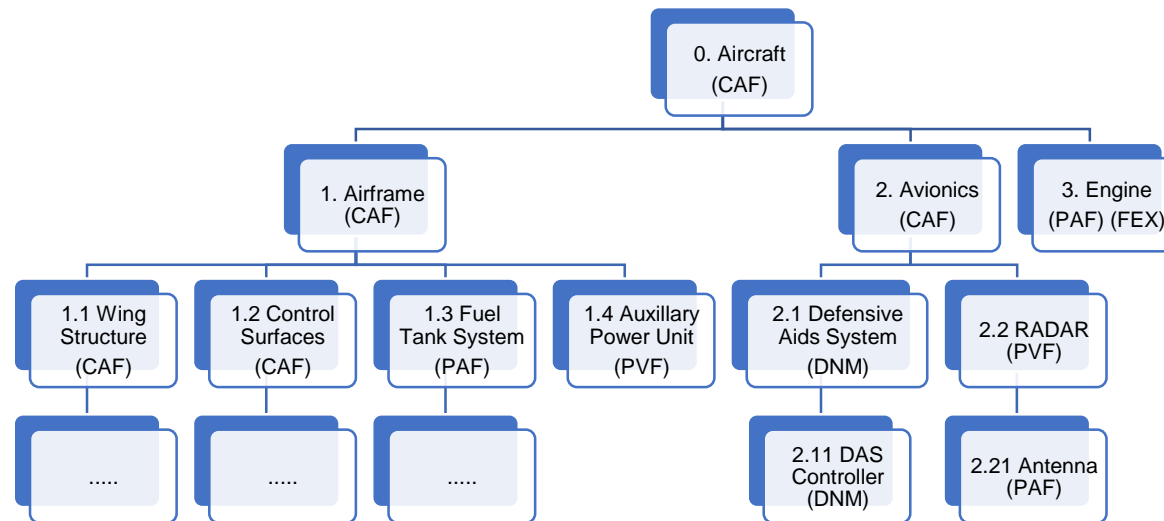 0. Aircraft
(CAF)
1. Airframe
(CAF)
2. Avionics
(CAF)
3. Engine
(PAF) (FEX)
1.1 Wing
Structure
(CAF)
1.2 Control
Surfaces
(CAF)
1.3 Fuel
Tank System
(PAF)
1.4 Auxillary
Power Unit
(PVF)
2.1 Defensive
Aids System
(DNM)
2.2 RADAR
(PVF)
.....
.....
.....
2.11 DAS
Controller
(DNM)
2.21 Antenna
(PAF)